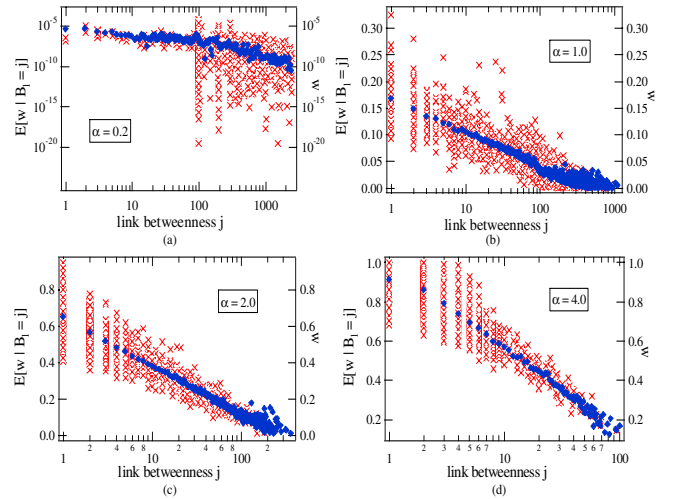 E[w | B_l = j]
10^-5
10^-10
10^-15
10^-20
α = 0.2
10^-5
10^-10
10^-15
10^-20
w
1 10 100 1000
link betweenness j
(a)
E[w | B_l = j]
0.30
0.25
0.20
0.15
0.10
0.05
0.00
α = 1.0
0.30
0.25
0.20
0.15
0.10
0.05
0.00
w
1 10 100 1000
link betweenness j
(b)
E[w | B_l = j]
0.8
0.6
0.4
0.2
0.0
α = 2.0
0.8
0.6
0.4
0.2
0.0
w
1 2 4 6 8 10 2 4 6 8 100 2
link betweenness j
(c)
E[w | B_l = j]
1.0
0.8
0.6
0.4
0.2
α = 4.0
1.0
0.8
0.6
0.4
0.2
w
1 2 3 4 5 6 7 10 2 3 4 5 6 7 100
link betweenness j
(d)